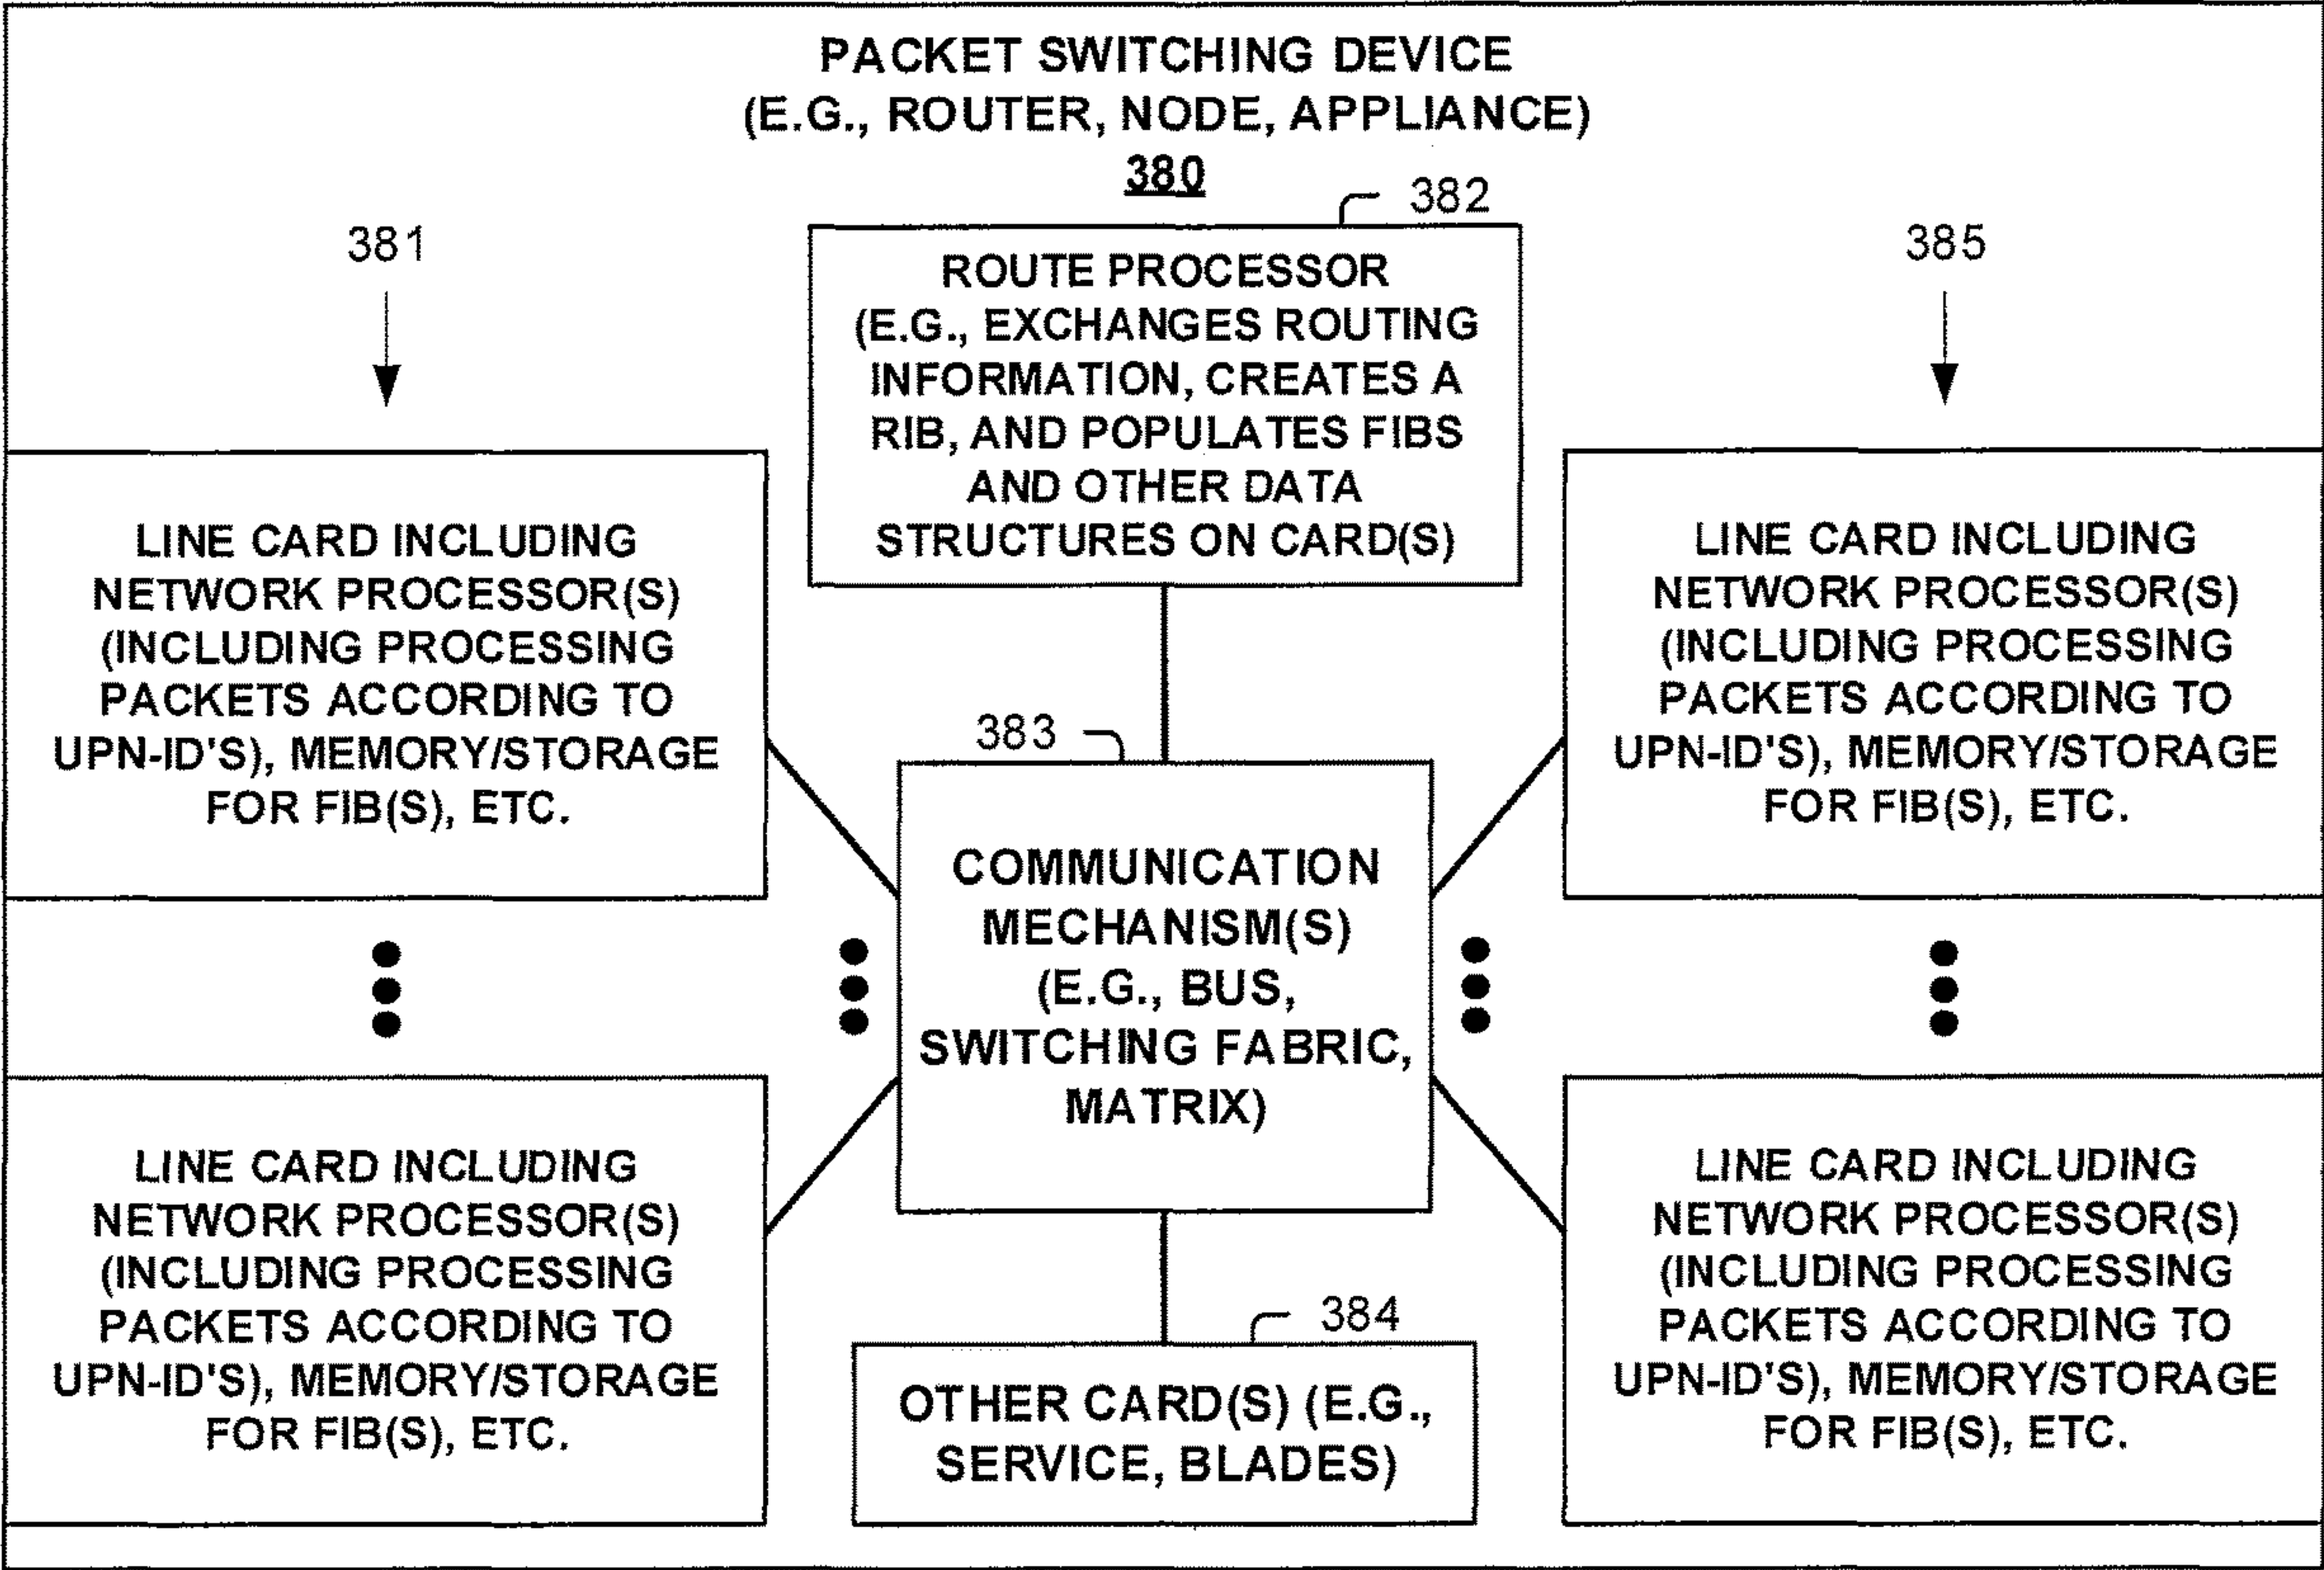 PACKET SWITCHING DEVICE
(E.G., ROUTER, NODE, APPLIANCE)
380
382
381
385
ROUTE PROCESSOR
(E.G., EXCHANGES ROUTING
INFORMATION, CREATES A
RIB, AND POPULATES FIBS
AND OTHER DATA
STRUCTURES ON CARD(S)
LINE CARD INCLUDING
NETWORK PROCESSOR(S)
(INCLUDING PROCESSING
PACKETS ACCORDING TO
UPN-ID'S), MEMORY/STORAGE
FOR FIB(S), ETC.
LINE CARD INCLUDING
NETWORK PROCESSOR(S)
(INCLUDING PROCESSING
PACKETS ACCORDING TO
UPN-ID'S), MEMORY/STORAGE
FOR FIB(S), ETC.
383
COMMUNICATION
MECHANISM(S)
(E.G., BUS,
SWITCHING FABRIC,
MATRIX)
LINE CARD INCLUDING
NETWORK PROCESSOR(S)
(INCLUDING PROCESSING
PACKETS ACCORDING TO
UPN-ID'S), MEMORY/STORAGE
FOR FIB(S), ETC.
LINE CARD INCLUDING
NETWORK PROCESSOR(S)
(INCLUDING PROCESSING
PACKETS ACCORDING TO
UPN-ID'S), MEMORY/STORAGE
FOR FIB(S), ETC.
384
OTHER CARD(S) (E.G.,
SERVICE, BLADES)